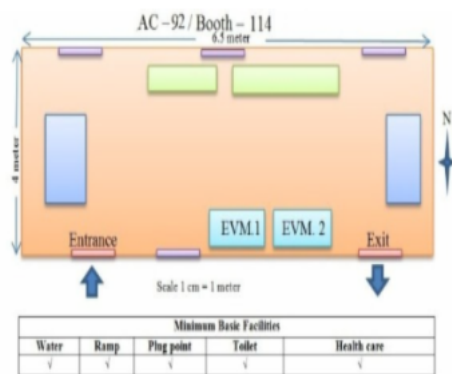 AC -92/ Booth - 114
6.5 meter
4 meter
N
EVM.1 EVM. 2
Entrance Exit
Scale 1 cm = 1 meter
Minimum Basic Facilities
Water Ramp Plug point Toilet Health care
√ √ √ √ √